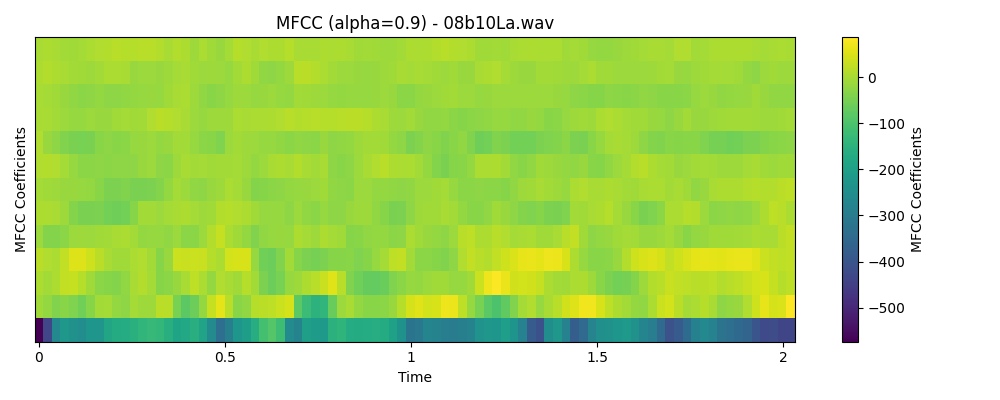 MFCC (alpha=0.9) - 08b10La.wav
MFCC Coefficients
0
0.5
1
1.5
2
Time
0
−100
−200
−300
−400
−500
MFCC Coefficients